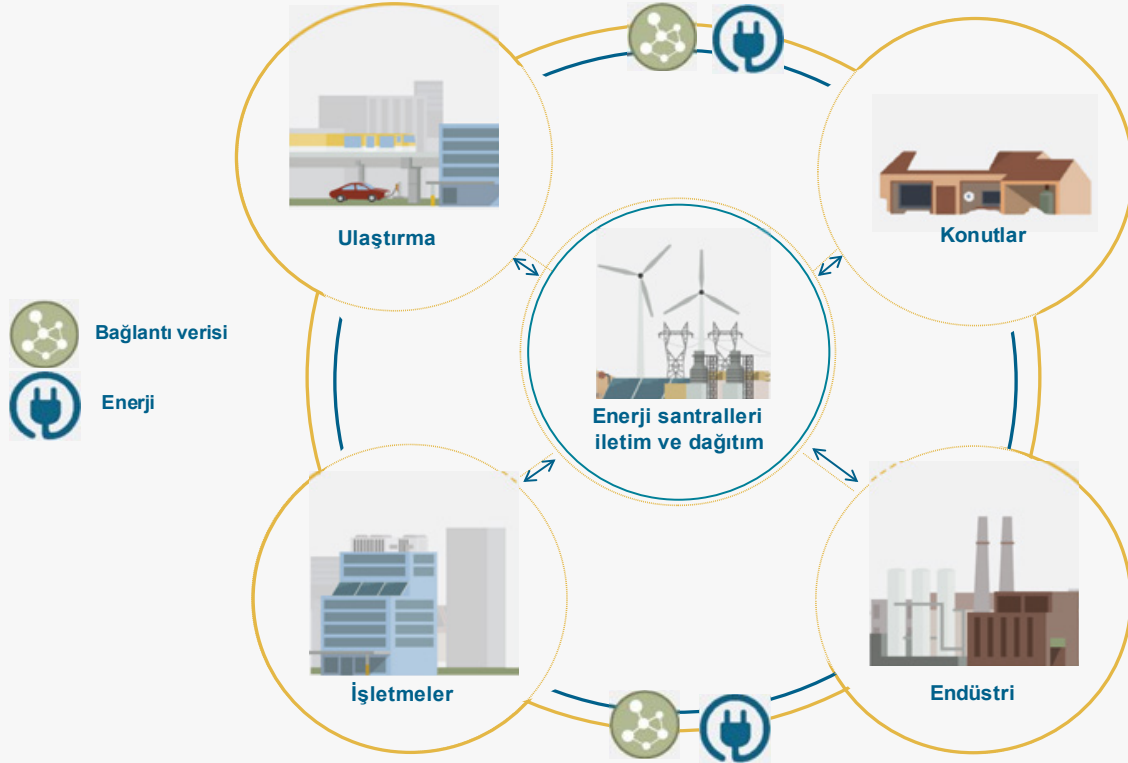 Ulaştırma
Konutlar
Bağlantı verisi
Enerji
Enerji santralleri
iletim ve dağıtım
İşletmeler
Endüstri